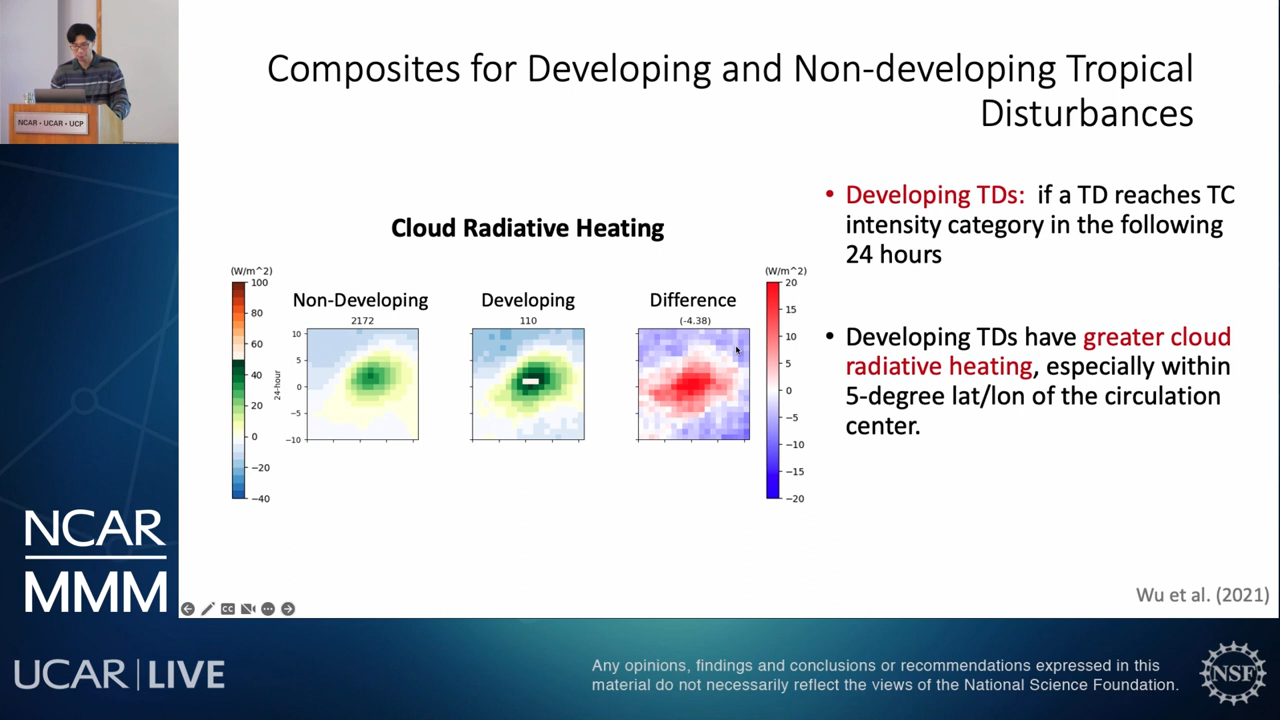 NCAR • UCAR • UCP
Composites for Developing and Non-developing Tropical
Disturbances
Cloud Radiative Heating
(W/m^2)
100
80
60
40
20
0
−20
−40
Non-Developing
2172
24-hour
10
5
0
−5
−10
Developing
110
Difference
(-4.38)
(W/m^2)
20
15
10
5
0
−5
−10
−15
−20
• Developing TDs: if a TD reaches TC
intensity category in the following
24 hours
• Developing TDs have greater cloud
radiative heating, especially within
5-degree lat/lon of the circulation
center.
Wu et al. (2021)
NCAR
MMM
CC
UCAR | LIVE
Any opinions, findings and conclusions or recommendations expressed in this
material do not necessarily reflect the views of the National Science Foundation.
NSF